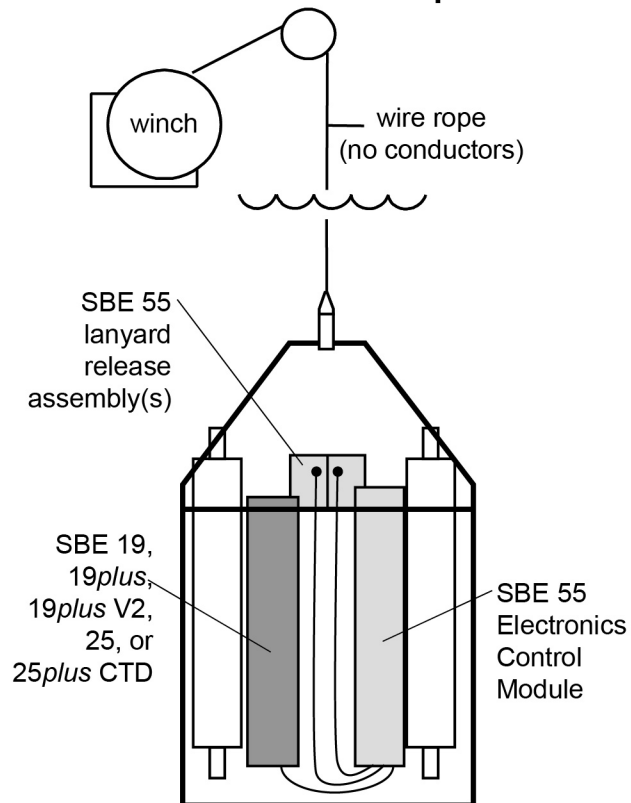 winch
wire rope
(no conductors)
SBE 55
lanyard
release
assembly(s)
SBE 19,
19plus,
19plus V2,
25, or
25plus CTD
SBE 55
Electronics
Control
Module